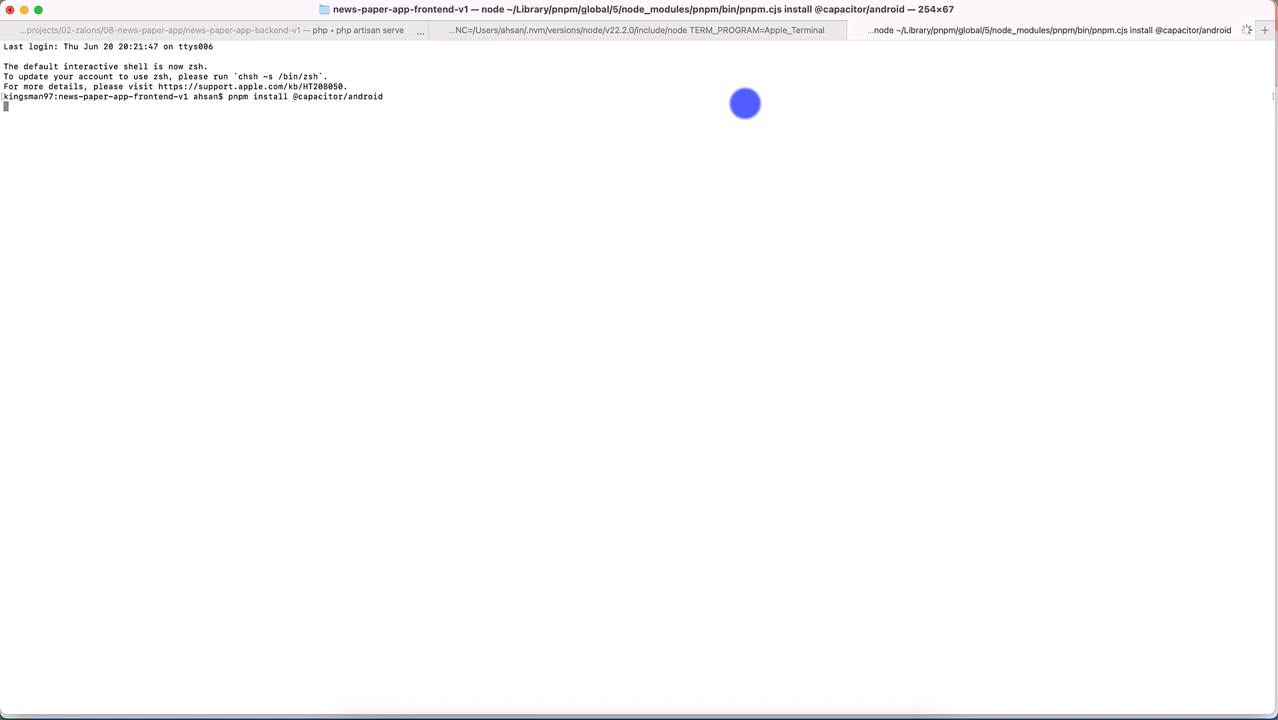 news-paper-app-frontend-v1 — node ~/Library/pnpm/global/5/node_modules/pnpm/bin/pnpm.cjs install @capacitor/android — 254×67
...projects/02-zaions/08-news-paper-app/news-paper-app-backend-v1 — php • php artisan serve ...
...NC=/Users/ahsan/.nvm/versions/node/v22.2.0/include/node TERM_PROGRAM=Apple_Terminal
...node ~/Library/pnpm/global/5/node_modules/pnpm/bin/pnpm.cjs install @capacitor/android
Last login: Thu Jun 20 20:21:47 on ttys006
The default interactive shell is now zsh.
To update your account to use zsh, please run `chsh -s /bin/zsh`.
For more details, please visit https://support.apple.com/kb/HT208050.
[kingsman97:news-paper-app-frontend-v1 ahsan$ pnpm install @capacitor/android ]